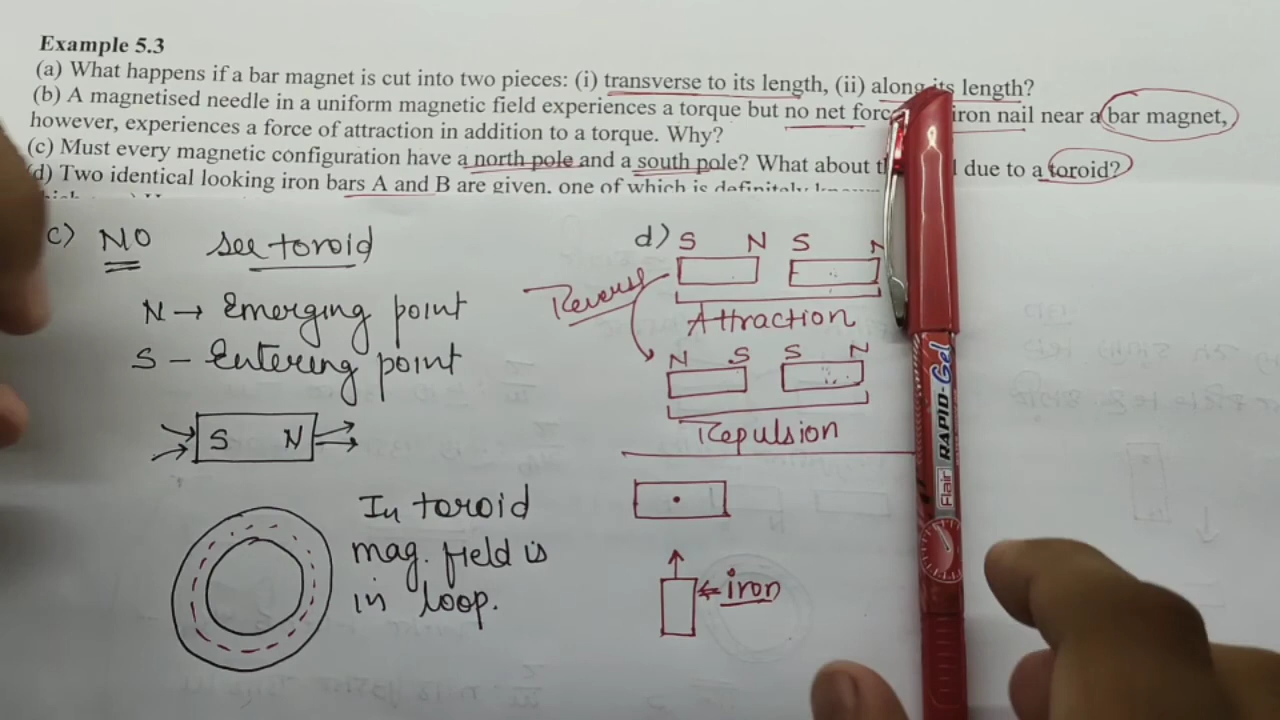 Example 5.3
(a) What happens if a bar magnet is cut into two pieces: (i) transverse to its length, (ii) along its length?
(b) A magnetised needle in a uniform magnetic field experiences a torque but no net iron nail near a bar magnet,
however, experiences a force of attraction in addition to a torque. Why?
(c) Must every magnetic configuration have a north pole and a south pole? What about due to a toroid?
(d) Two identical looking iron bars A and B are given, one of which is definitely
c) NO see toroid
N → Emerging point
S - Entering point
S N
In toroid
mag. field is
in loop.
d) S N S N
Reverse
Attraction
N S S N
Repulsion
iron
Flair RAPID-Gel